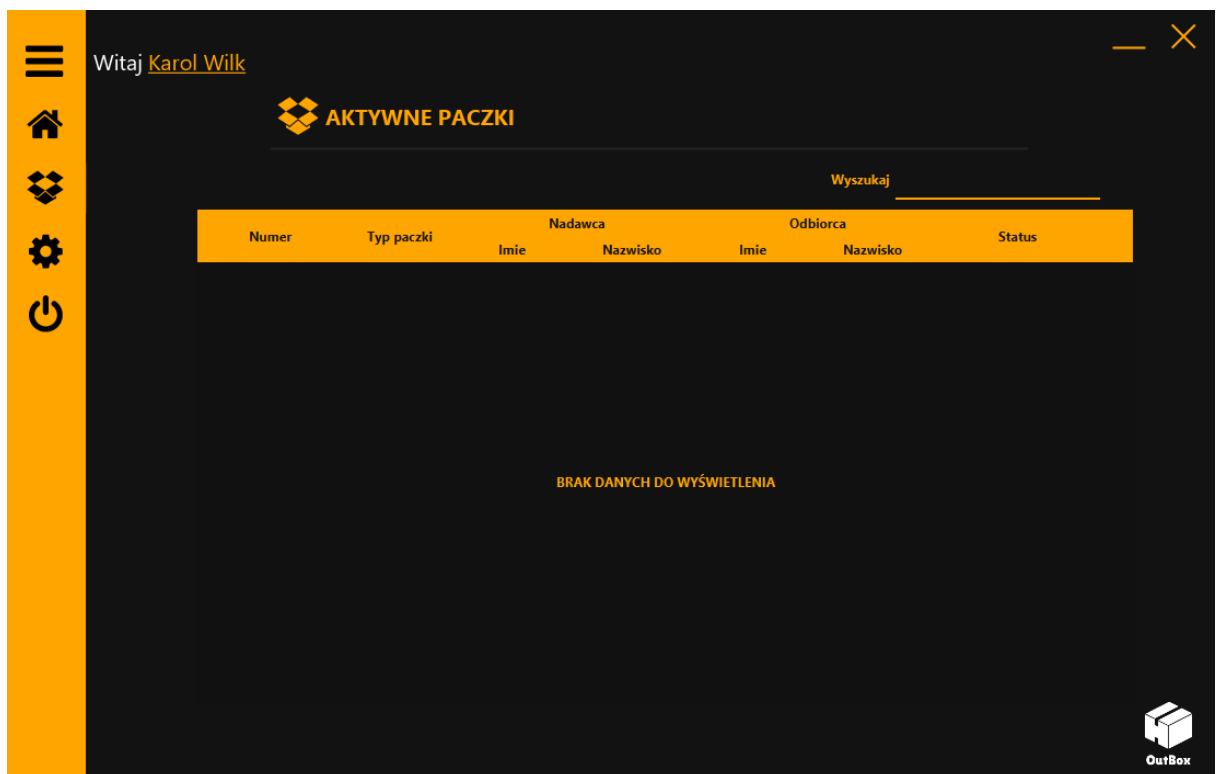 Witaj Karol Wilk
AKTYWNE PACZKI
Wyszukaj
Numer Typ paczki Nadawca Odbiorca Status
Imie Nazwisko Imie Nazwisko
BRAK DANYCH DO WYŚWIETLENIA
OutBox